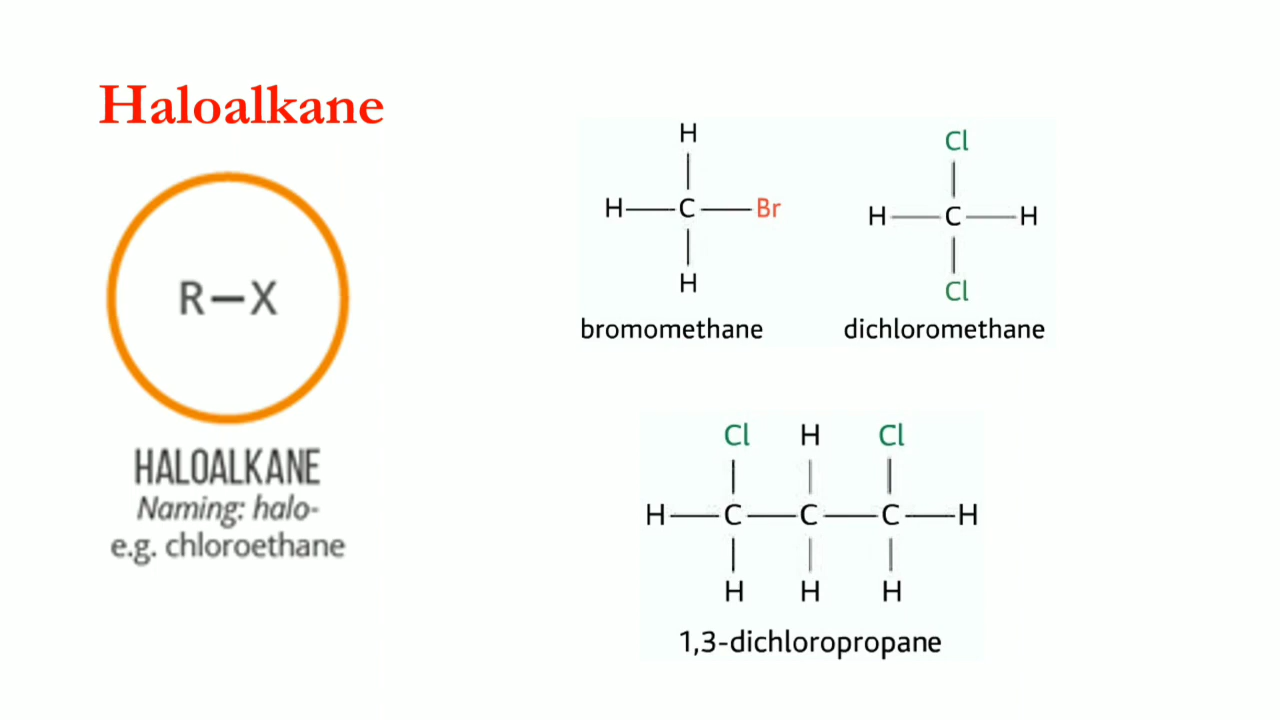 Haloalkane
R—X
HALOALKANE
Naming: halo-
e.g. chloroethane
H
H—C—Br
H
bromomethane
Cl
H—C—H
Cl
dichloromethane
Cl H Cl
H—C—C—C—H
H H H
1,3-dichloropropane